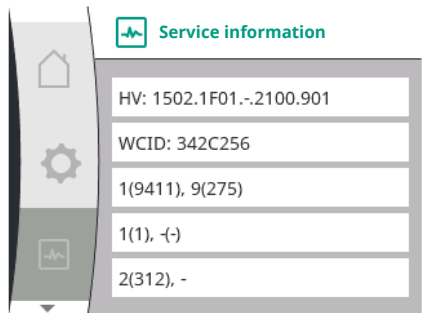 Service information
HV: 1502.1F01.-.2100.901
WCID: 342C256
1(9411), 9(275)
1(1), -(-)
2(312), -